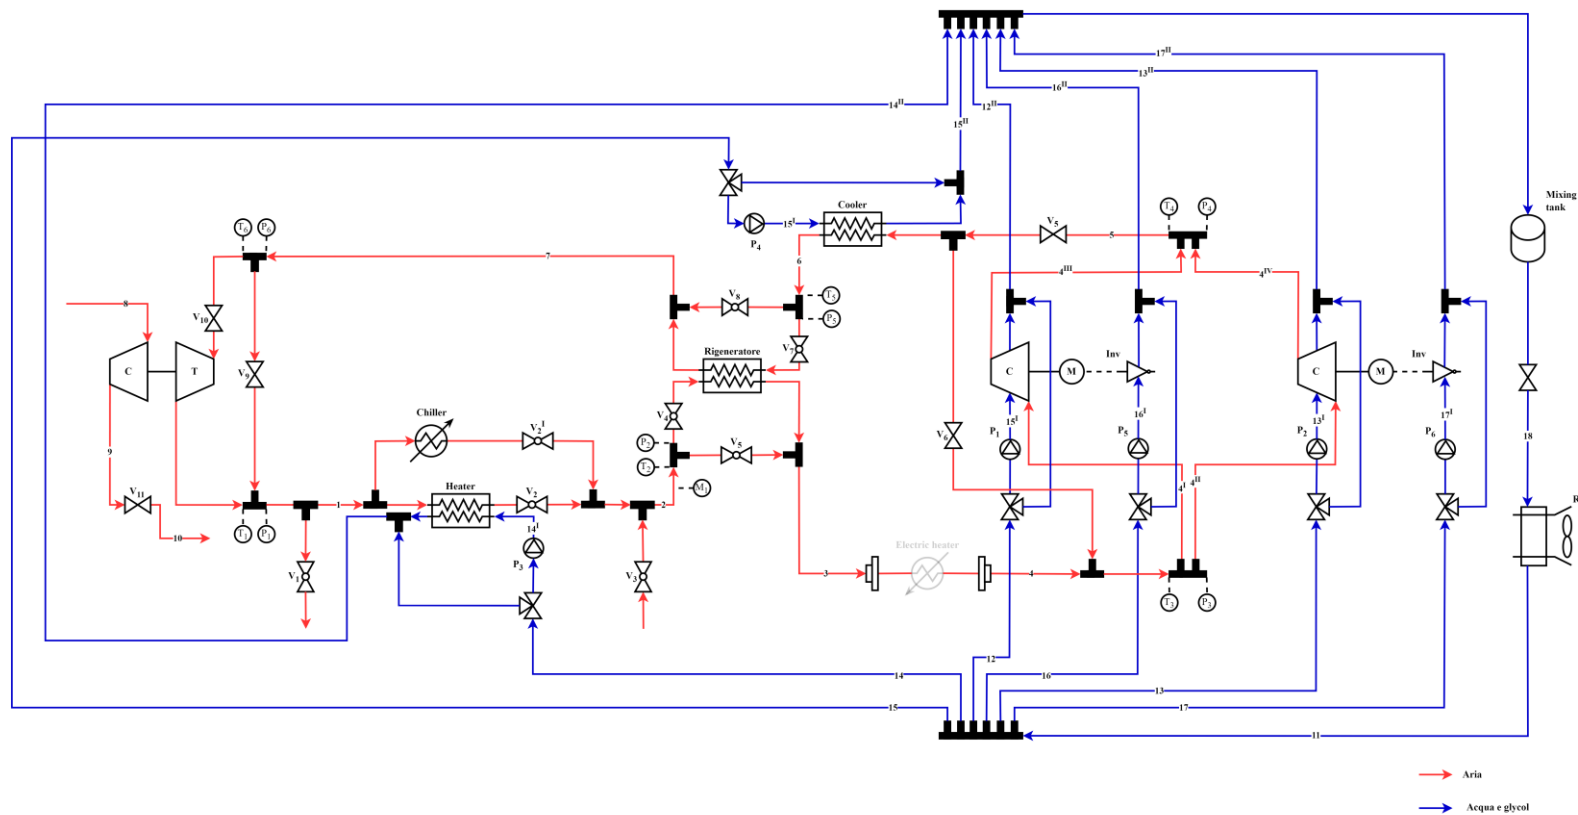 17II
13II
16II
14II
12II
15II
Mixing
tank
Cooler
T4
P4
V5
15I
P4
5
T6
P6
7
6
4III
4IV
8
V8
T5
P5
V10
V7
Rigeneratore
Inv
Inv
C
T
V9
C
M
C
M
Chiller
V2I
V4
P1
15I
16I
P5
P2
13I
17I
P6
P2
V5
V6
T2
18
9
V11
Heater
V2
M1
4I
4II
R
1
2
T1
P1
14I
10
P3
Electric heater
V1
V3
3
4
T3
P3
12
14
16
13
15
17
11
Aria
Acqua e glycol